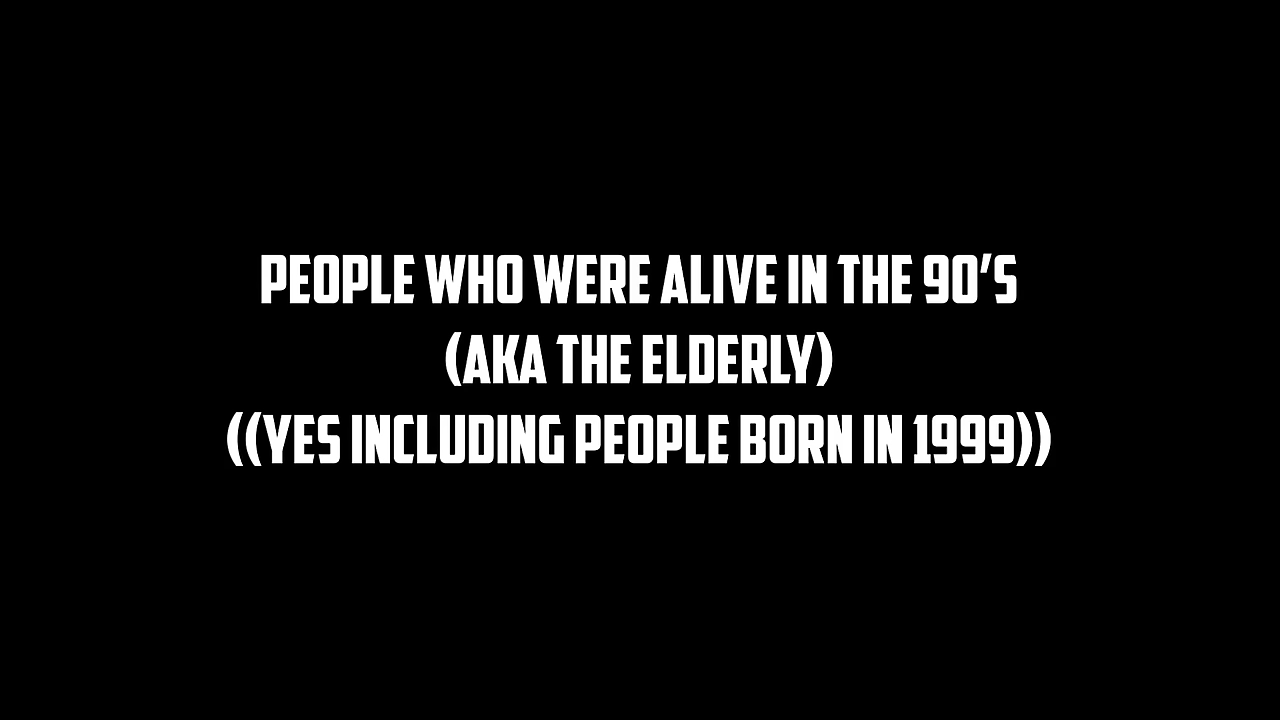 PEOPLE WHO WERE ALIVE IN THE 90'S
(AKA THE ELDERLY)
((YES INCLUDING PEOPLE BORN IN 1999))